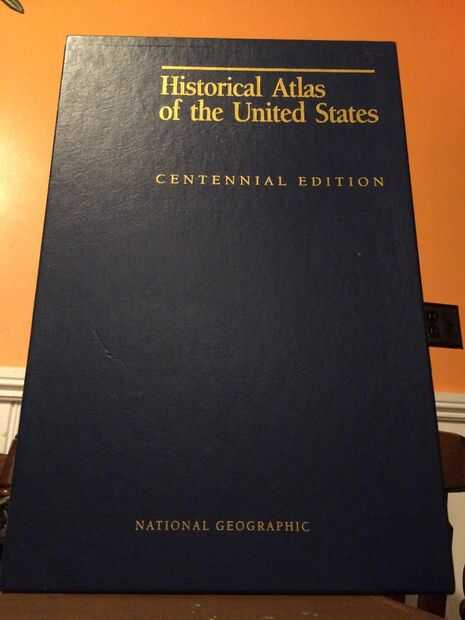 Historical Atlas
of the United States
CENTENNIAL EDITION
NATIONAL GEOGRAPHIC